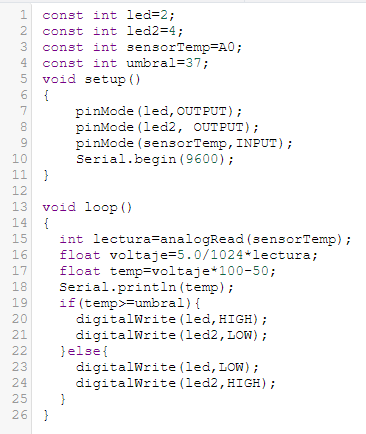 1 const int led=2;
2 const int led2=4;
3 const int sensorTemp=A0;
4 const int umbral=37;
5 void setup()
6 {
7     pinMode(led,OUTPUT);
8     pinMode(led2, OUTPUT);
9     pinMode(sensorTemp,INPUT);
10     Serial.begin(9600);
11 }
12
13 void loop()
14 {
15   int lectura=analogRead(sensorTemp);
16   float voltaje=5.0/1024*lectura;
17   float temp=voltaje*100-50;
18   Serial.println(temp);
19   if(temp>=umbral){
20     digitalWrite(led,HIGH);
21     digitalWrite(led2,LOW);
22   }else{
23     digitalWrite(led,LOW);
24     digitalWrite(led2,HIGH);
25   }
26 }